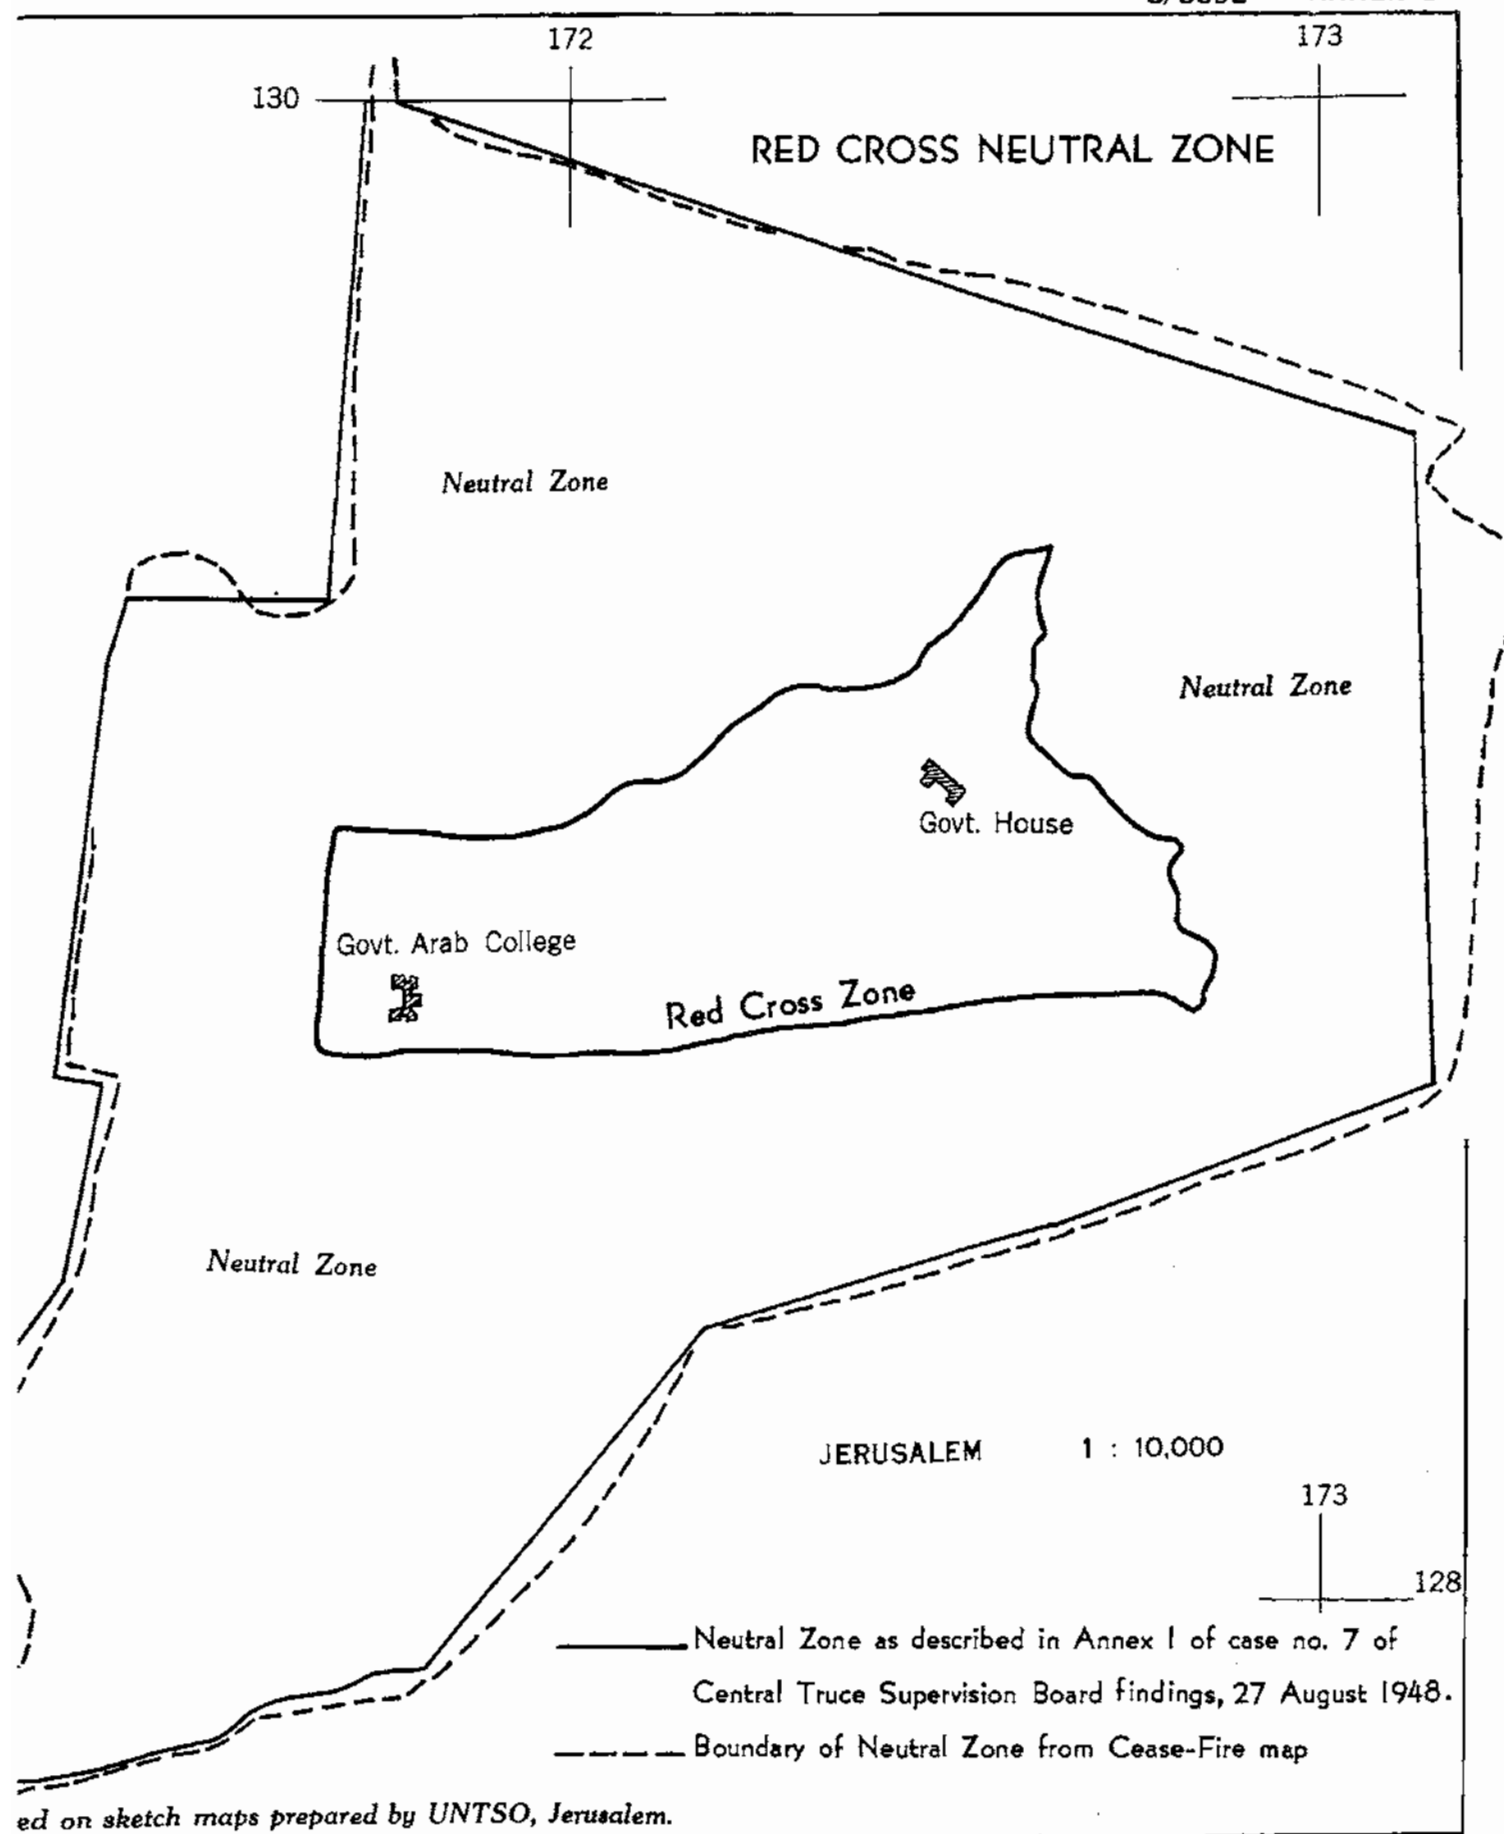 172
173
130
RED CROSS NEUTRAL ZONE
Neutral Zone
Neutral Zone
Govt. House
Govt. Arab College
Red Cross Zone
Neutral Zone
JERUSALEM 1 : 10,000
173
128
Neutral Zone as described in Annex I of case no. 7 of
Central Truce Supervision Board findings, 27 August 1948.
Boundary of Neutral Zone from Cease-Fire map
ed on sketch maps prepared by UNTSO, Jerusalem.